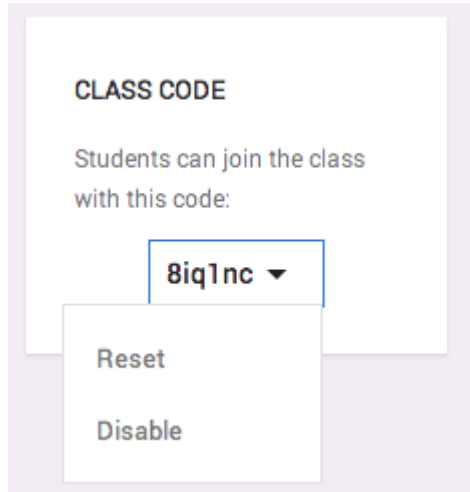 CLASS CODE
Students can join the class
with this code:
8iq1nc
Reset
Disable